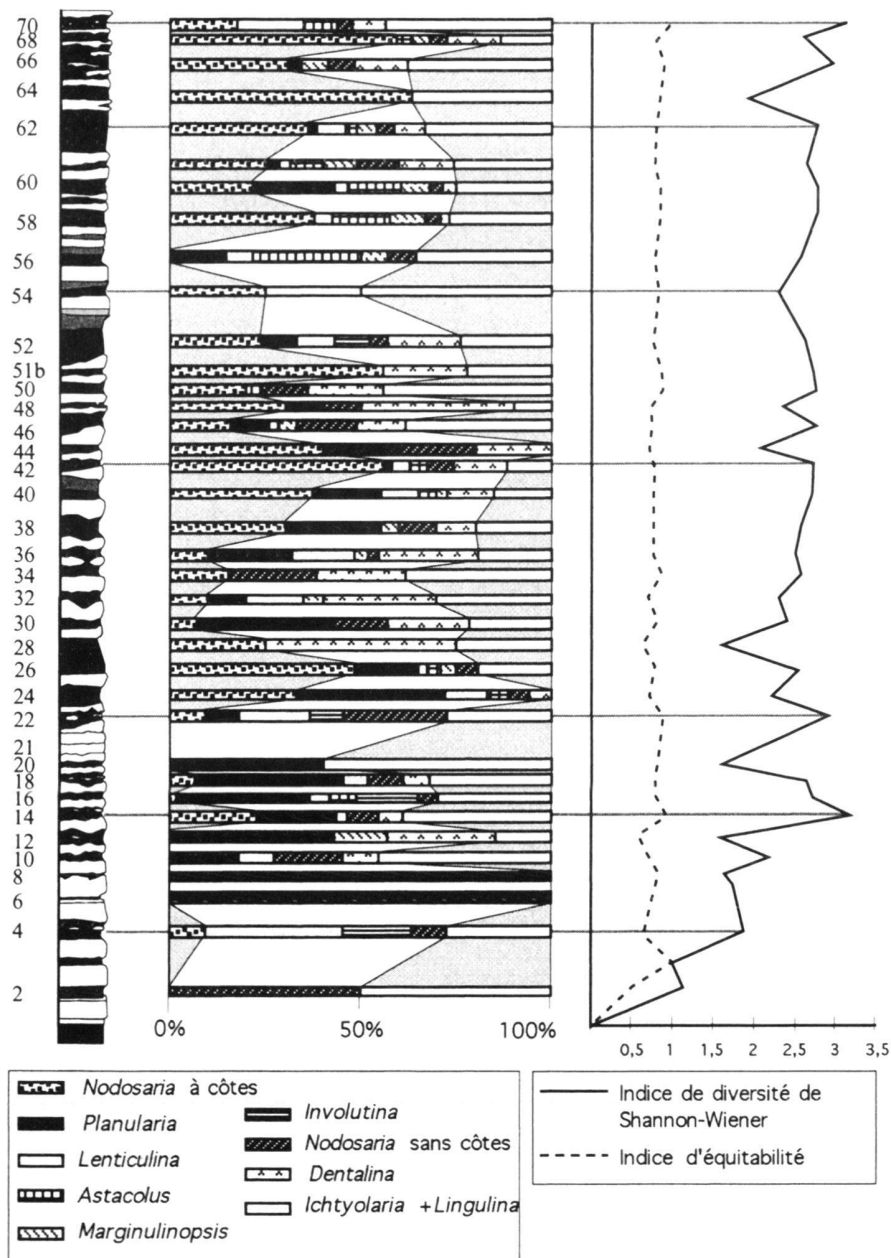 70
68
66
64
62
60
58
56
54
52
51b
50
48
46
44
42
40
38
36
34
32
30
28
26
24
22
21
20
18
16
14
12
10
8
6
4
2
0% 50% 100%
0,5 1 1,5 2 2,5 3 3,5
Nodosaria à côtes
Planularia
Lenticulina
Astacolus
Marginulinopsis
Involutina
Nodosaria sans côtes
Dentalina
Ichtyolaria + Lingulina
Indice de diversité de
Shannon-Wiener
Indice d'équitabilité